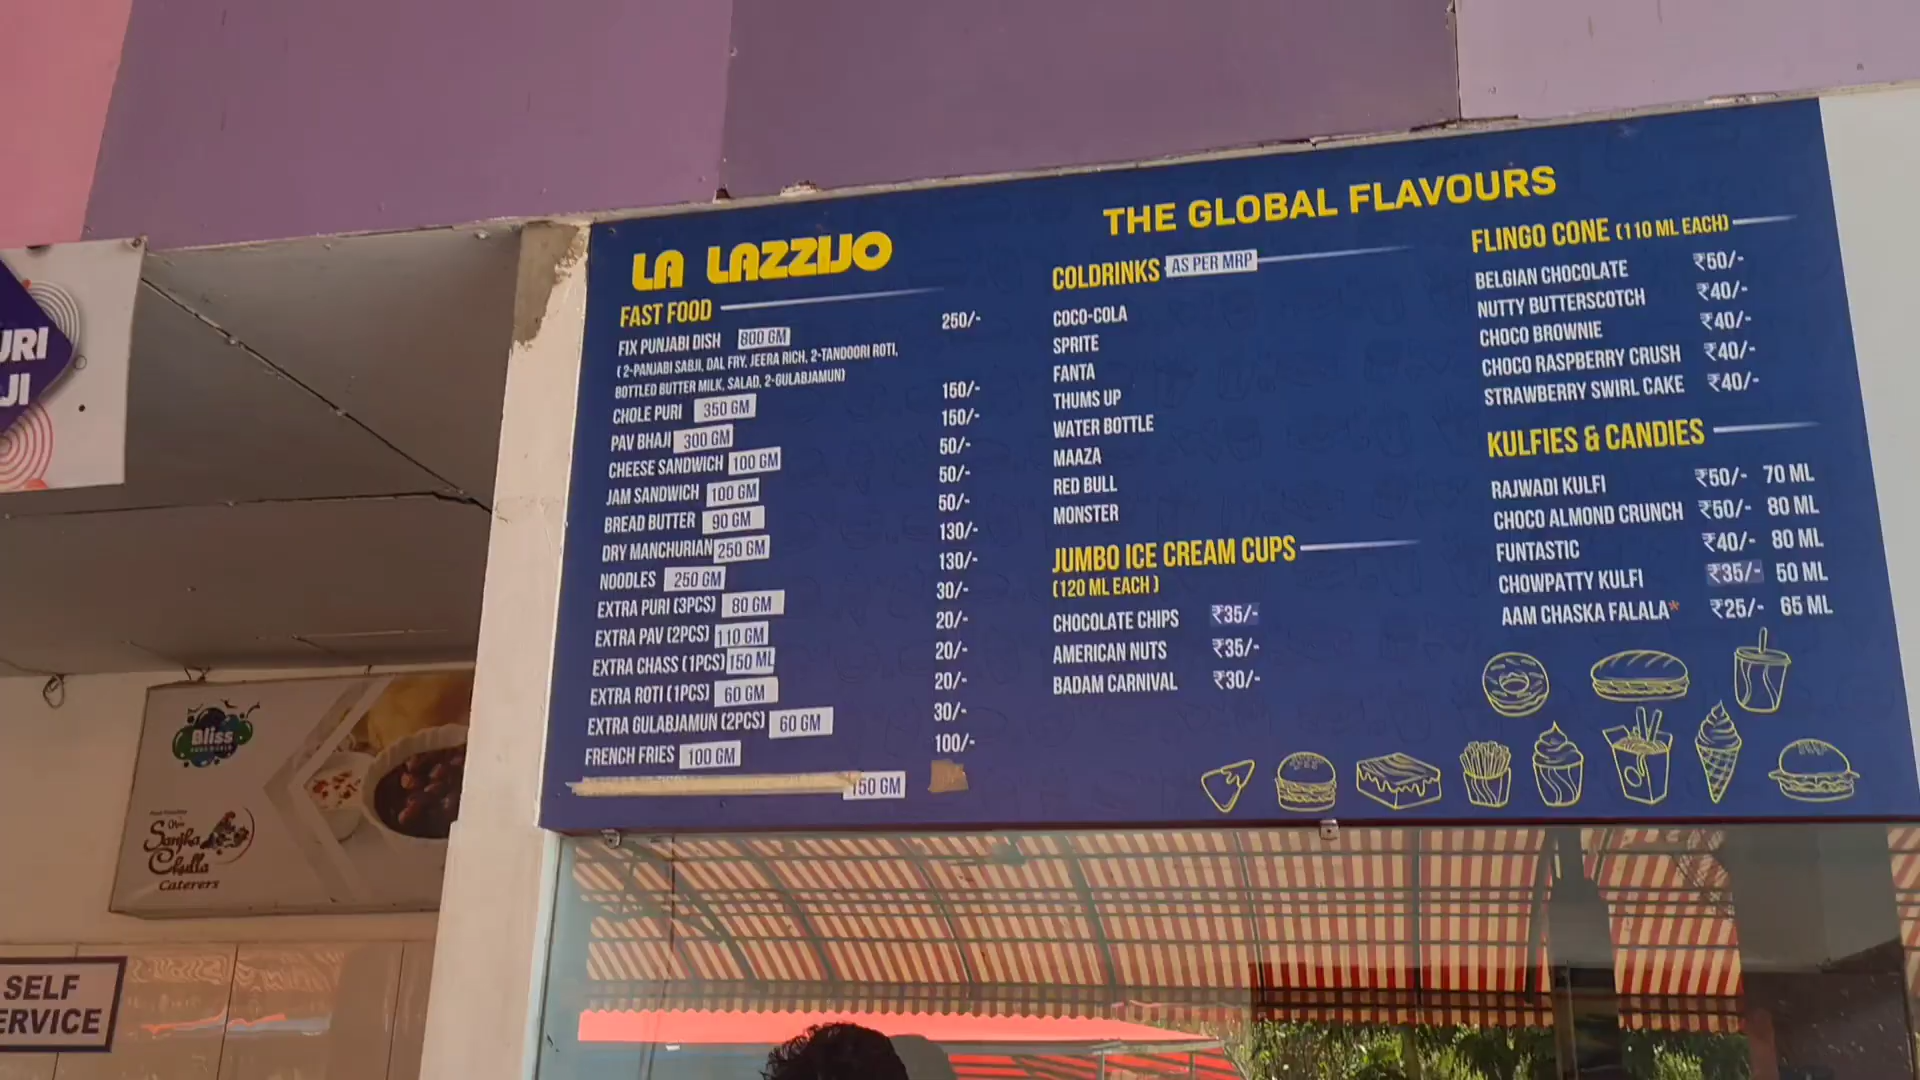 URI
JI
THE GLOBAL FLAVOURS
LA LAZZIJO
FAST FOOD
FIX PUNJABI DISH 800 GM 250/-
( 2-PANJABI SABJI, DAL FRY, JEERA RICH, 2-TANDOORI ROTI,
BOTTLED BUTTER MILK, SALAD, 2-GULABJAMUN)
CHOLE PURI 350 GM 150/-
PAV BHAJI 300 GM 150/-
CHEESE SANDWICH 100 GM 50/-
JAM SANDWICH 100 GM 50/-
BREAD BUTTER 90 GM 50/-
DRY MANCHURIAN 250 GM 130/-
NOODLES 250 GM 130/-
EXTRA PURI (3PCS) 80 GM 30/-
EXTRA PAV (2PCS) 110 GM 20/-
EXTRA CHASS (1PCS) 150 ML 20/-
EXTRA ROTI (1PCS) 60 GM 20/-
EXTRA GULABJAMUN (2PCS) 60 GM 30/-
FRENCH FRIES 100 GM 100/-
150 GM
COLDRINKS AS PER MRP
COCO-COLA
SPRITE
FANTA
THUMS UP
WATER BOTTLE
MAAZA
RED BULL
MONSTER
JUMBO ICE CREAM CUPS
(120 ML EACH )
CHOCOLATE CHIPS ₹35/-
AMERICAN NUTS ₹35/-
BADAM CARNIVAL ₹30/-
FLINGO CONE (110 ML EACH)
BELGIAN CHOCOLATE ₹50/-
NUTTY BUTTERSCOTCH ₹40/-
CHOCO BROWNIE ₹40/-
CHOCO RASPBERRY CRUSH ₹40/-
STRAWBERRY SWIRL CAKE ₹40/-
KULFIES & CANDIES
RAJWADI KULFI ₹50/- 70 ML
CHOCO ALMOND CRUNCH ₹50/- 80 ML
FUNTASTIC ₹40/- 80 ML
CHOWPATTY KULFI ₹35/- 50 ML
AAM CHASKA FALALA* ₹25/- 65 ML
Bliss
Sanjha
Chulla
Caterers
SELF
ERVICE